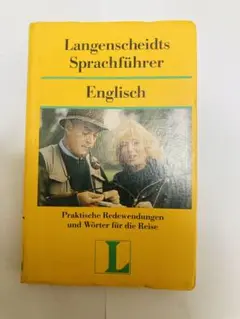 Langenscheidts
Sprachführer
Englisch
Praktische Redewendungen
und Wörter für die Reise
L